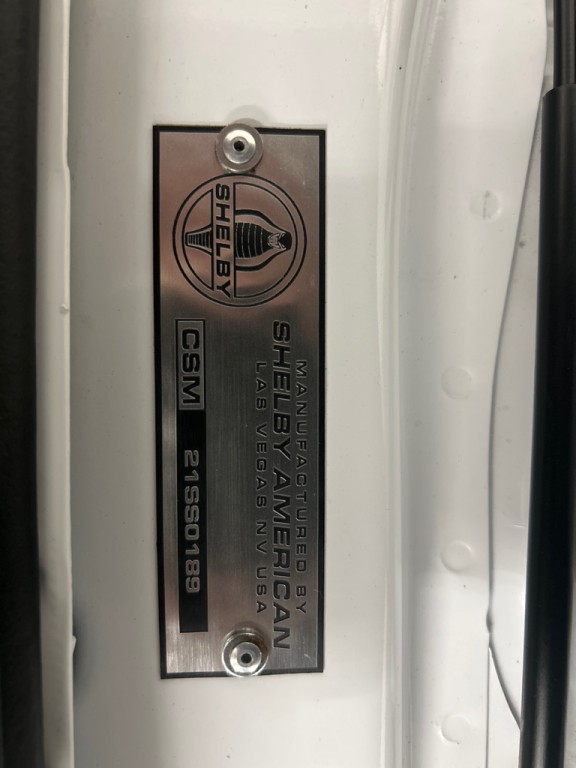 SHELBY
MANUFACTURED BY
SHELBY AMERICAN
LAS VEGAS NV USA
CSM 21SS0189